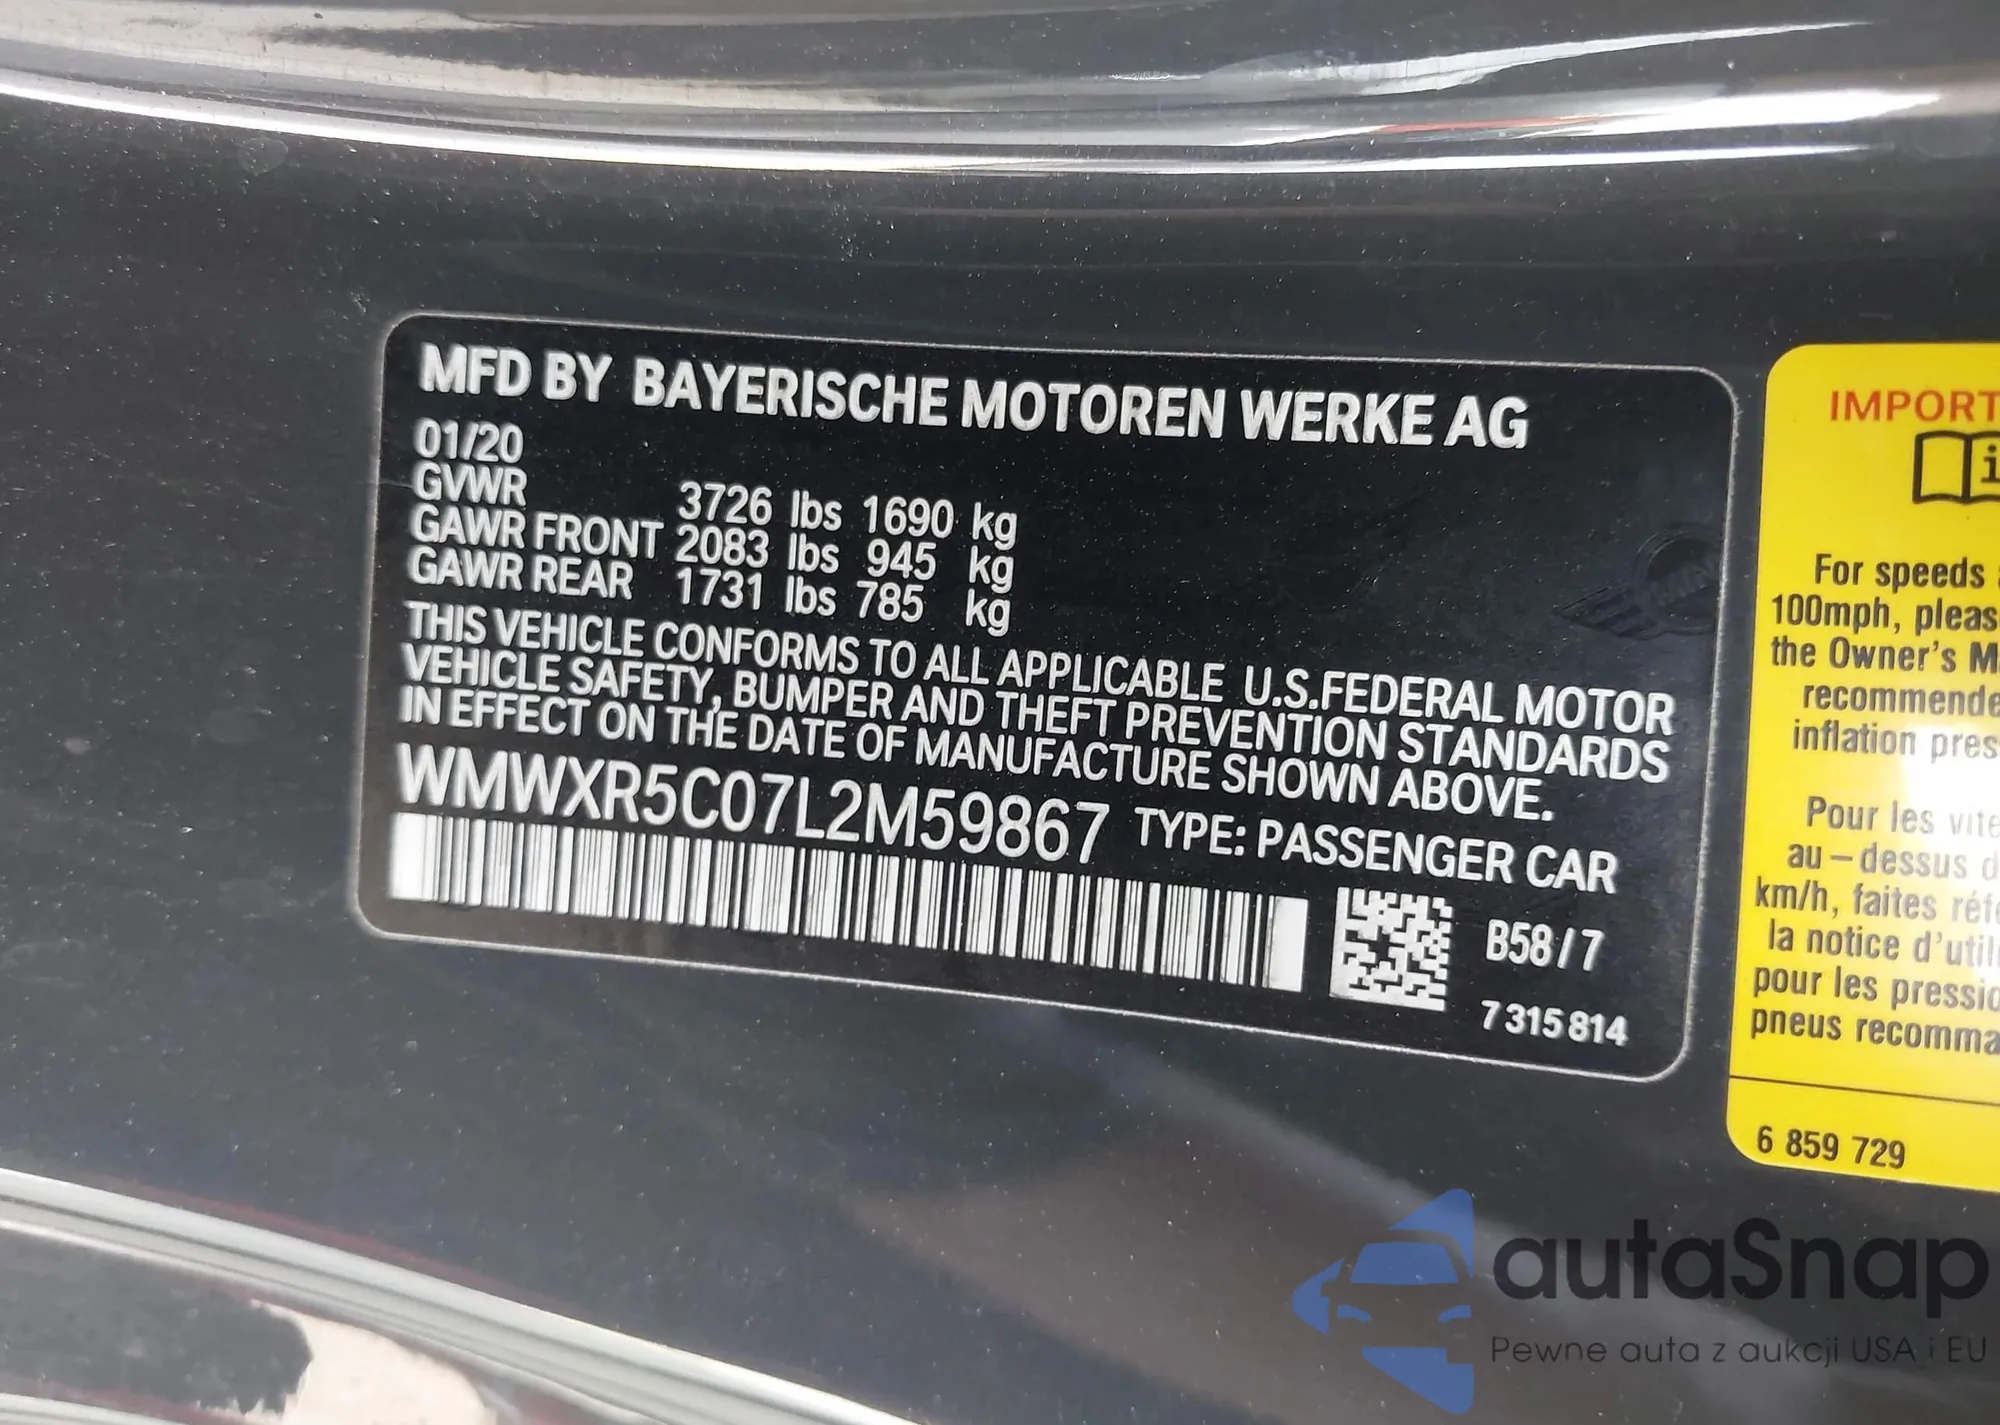 MFD BY BAYERISCHE MOTOREN WERKE AG
01/20
GVWR 3726 lbs 1690 kg
GAWR FRONT 2083 lbs 945 kg
GAWR REAR 1731 lbs 785 kg
THIS VEHICLE CONFORMS TO ALL APPLICABLE U.S.FEDERAL MOTOR
VEHICLE SAFETY, BUMPER AND THEFT PREVENTION STANDARDS
IN EFFECT ON THE DATE OF MANUFACTURE SHOWN ABOVE.
WMWXR5C07L2M59867 TYPE: PASSENGER CAR
B58/7
7 315 814
IMPORT
i
For speeds
100mph, pleas
the Owner's M
recommende
inflation pres
Pour les vite
au-dessus d
km/h, faites réfé
la notice d'utili
pour les pressio
pneus recomma
6 859 729
autaSnap
Pewne auta z aukcji USA i EU